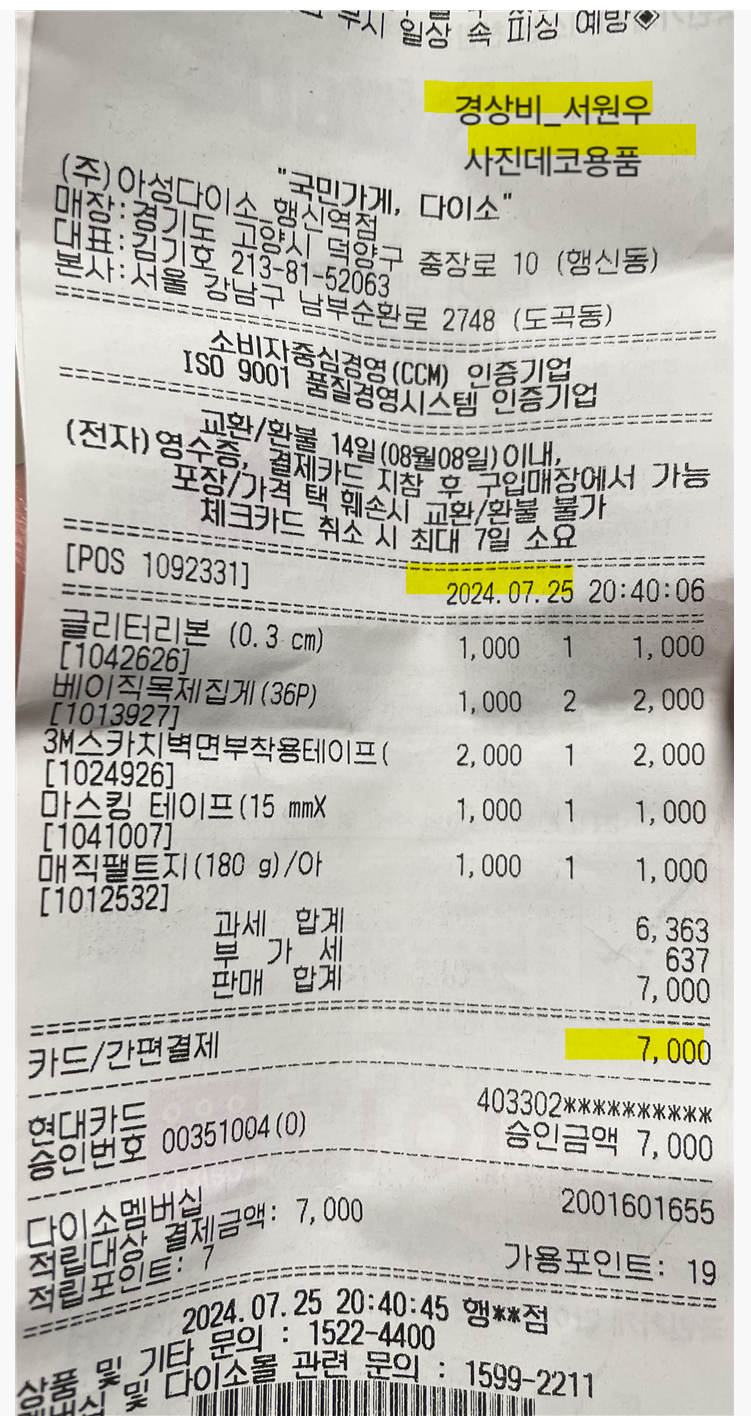 부시 일상 속 피싱 예방◈
경상비_서원우
사진데코용품
"국민가게, 다이소"
(주)아성다이소_행신역점
매장:경기도 고양시 덕양구 충장로 10 (행신동)
대표:김기호 213-81-52063
본사:서울 강남구 남부순환로 2748 (도곡동)
소비자중심경영(CCM) 인증기업
ISO 9001 품질경영시스템 인증기업
교환/환불 14일(08월08일)이내,
(전자)영수증, 결제카드 지참 후 구입매장에서 가능
포장/가격 택 훼손시 교환/환불 불가
체크카드 취소 시 최대 7일 소요
[POS 1092331] 2024.07.25 20:40:06
글리터리본 (0.3 cm) 1,000 1 1,000
[1042626]
베이직목제집게(36P) 1,000 2 2,000
[1013927]
3M스카치벽면부착용테이프( 2,000 1 2,000
[1024926]
마스킹 테이프(15 mmX 1,000 1 1,000
[1041007]
매직팰트지(180 g)/아 1,000 1 1,000
[1012532]
과세 합계 6,363
부 가 세 637
판매 합계 7,000
카드/간편결제 7,000
현대카드 403302**********
승인번호 00351004(0) 승인금액 7,000
다이소멤버십 2001601655
적립대상 결제금액: 7,000
적립포인트: 7 가용포인트: 19
2024.07.25 20:40:45 행**점
상품 및 기타 문의 : 1522-4400
멤버십 및 다이소몰 관련 문의 : 1599-2211